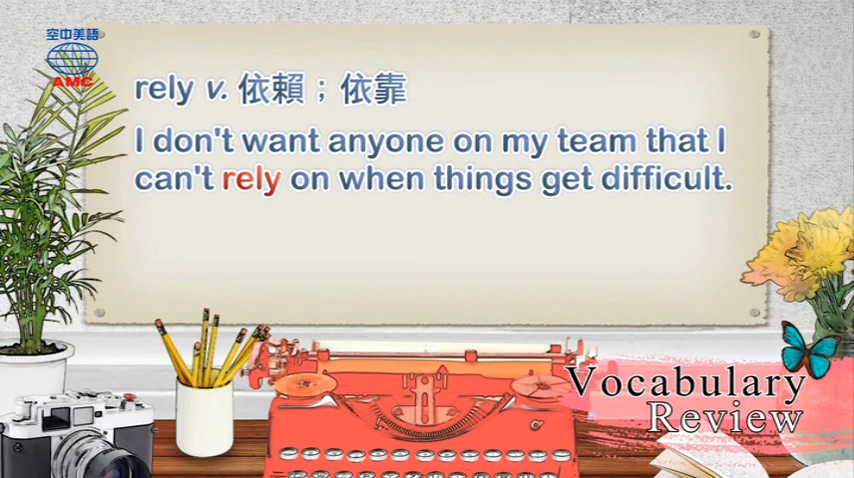 空中美語
AMC
rely v. 依賴；依靠
I don't want anyone on my team that I
can't rely on when things get difficult.
Vocabulary
Review